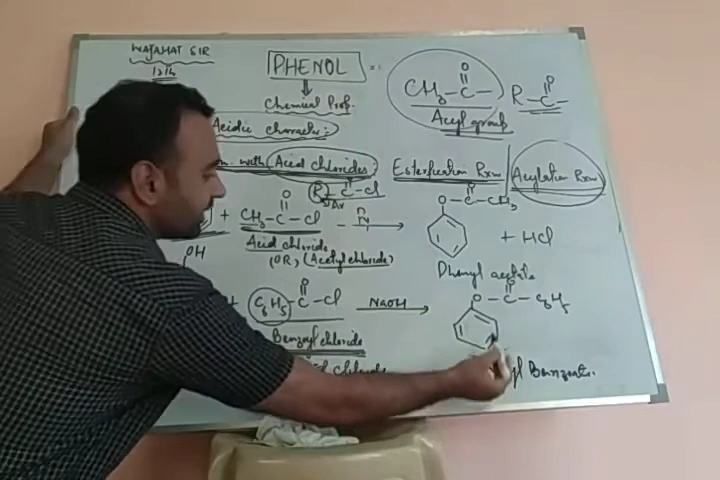 WAJAHAT SIR
12th
PHENOL
Chemical Prop.
CH3-C-
O
R-C-
O
Acyl group
Acidic character:
with Acid chlorides:
Esterification Rxn
Acylation Rxn
R-C-Cl
Ar
+ CH3-C-Cl
O
OH
Acid chloride
(OR) (Acetyl chloride)
O-C-CH3
O
+ HCl
Phenyl acetate
+ C6H5-C-Cl
O
NaOH
O-C-C6H5
O
Benzoyl chloride
chloride
yl Benzoate.